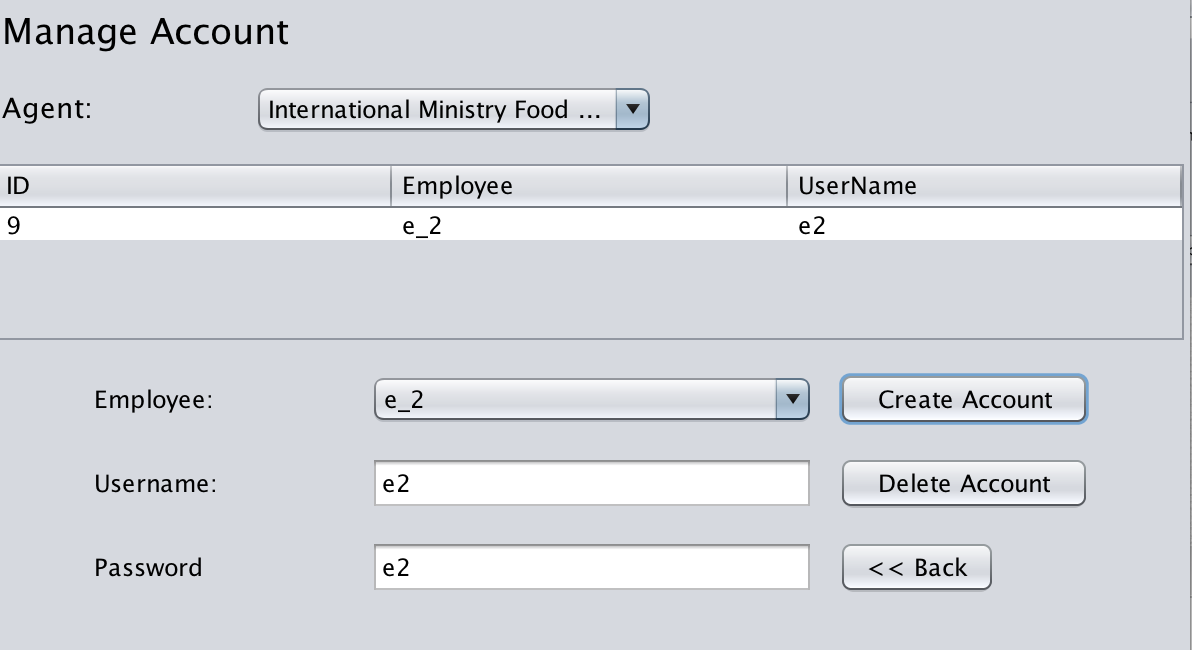 Manage Account
Agent: International Ministry Food ...
ID Employee UserName
9 e_2 e2
Employee: e_2 Create Account
Username: e2 Delete Account
Password e2 << Back